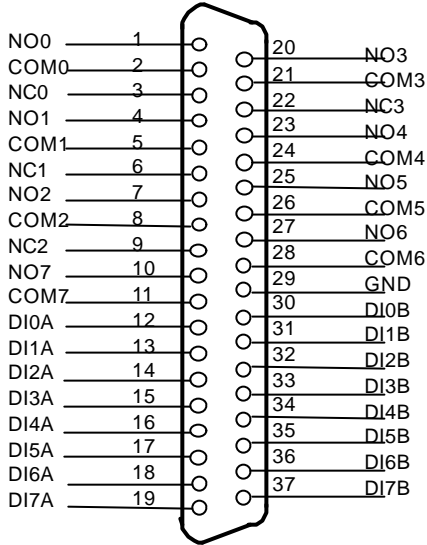 NO0 1
COM0 2
NC0 3
NO1 4
COM1 5
NC1 6
NO2 7
COM2 8
NC2 9
NO7 10
COM7 11
DI0A 12
DI1A 13
DI2A 14
DI3A 15
DI4A 16
DI5A 17
DI6A 18
DI7A 19
20 NO3
21 COM3
22 NC3
23 NO4
24 COM4
25 NO5
26 COM5
27 NO6
28 COM6
29 GND
30 DI0B
31 DI1B
32 DI2B
33 DI3B
34 DI4B
35 DI5B
36 DI6B
37 DI7B